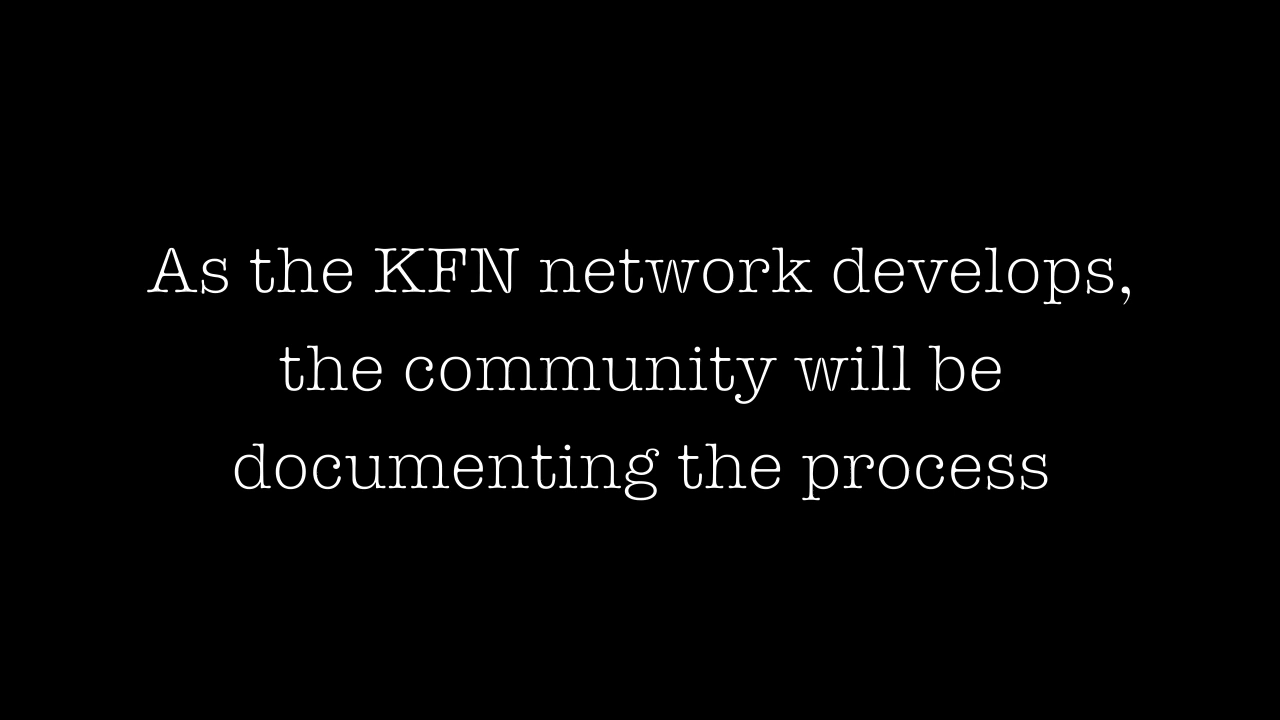 As the KFN network develops,
the community will be
documenting the process